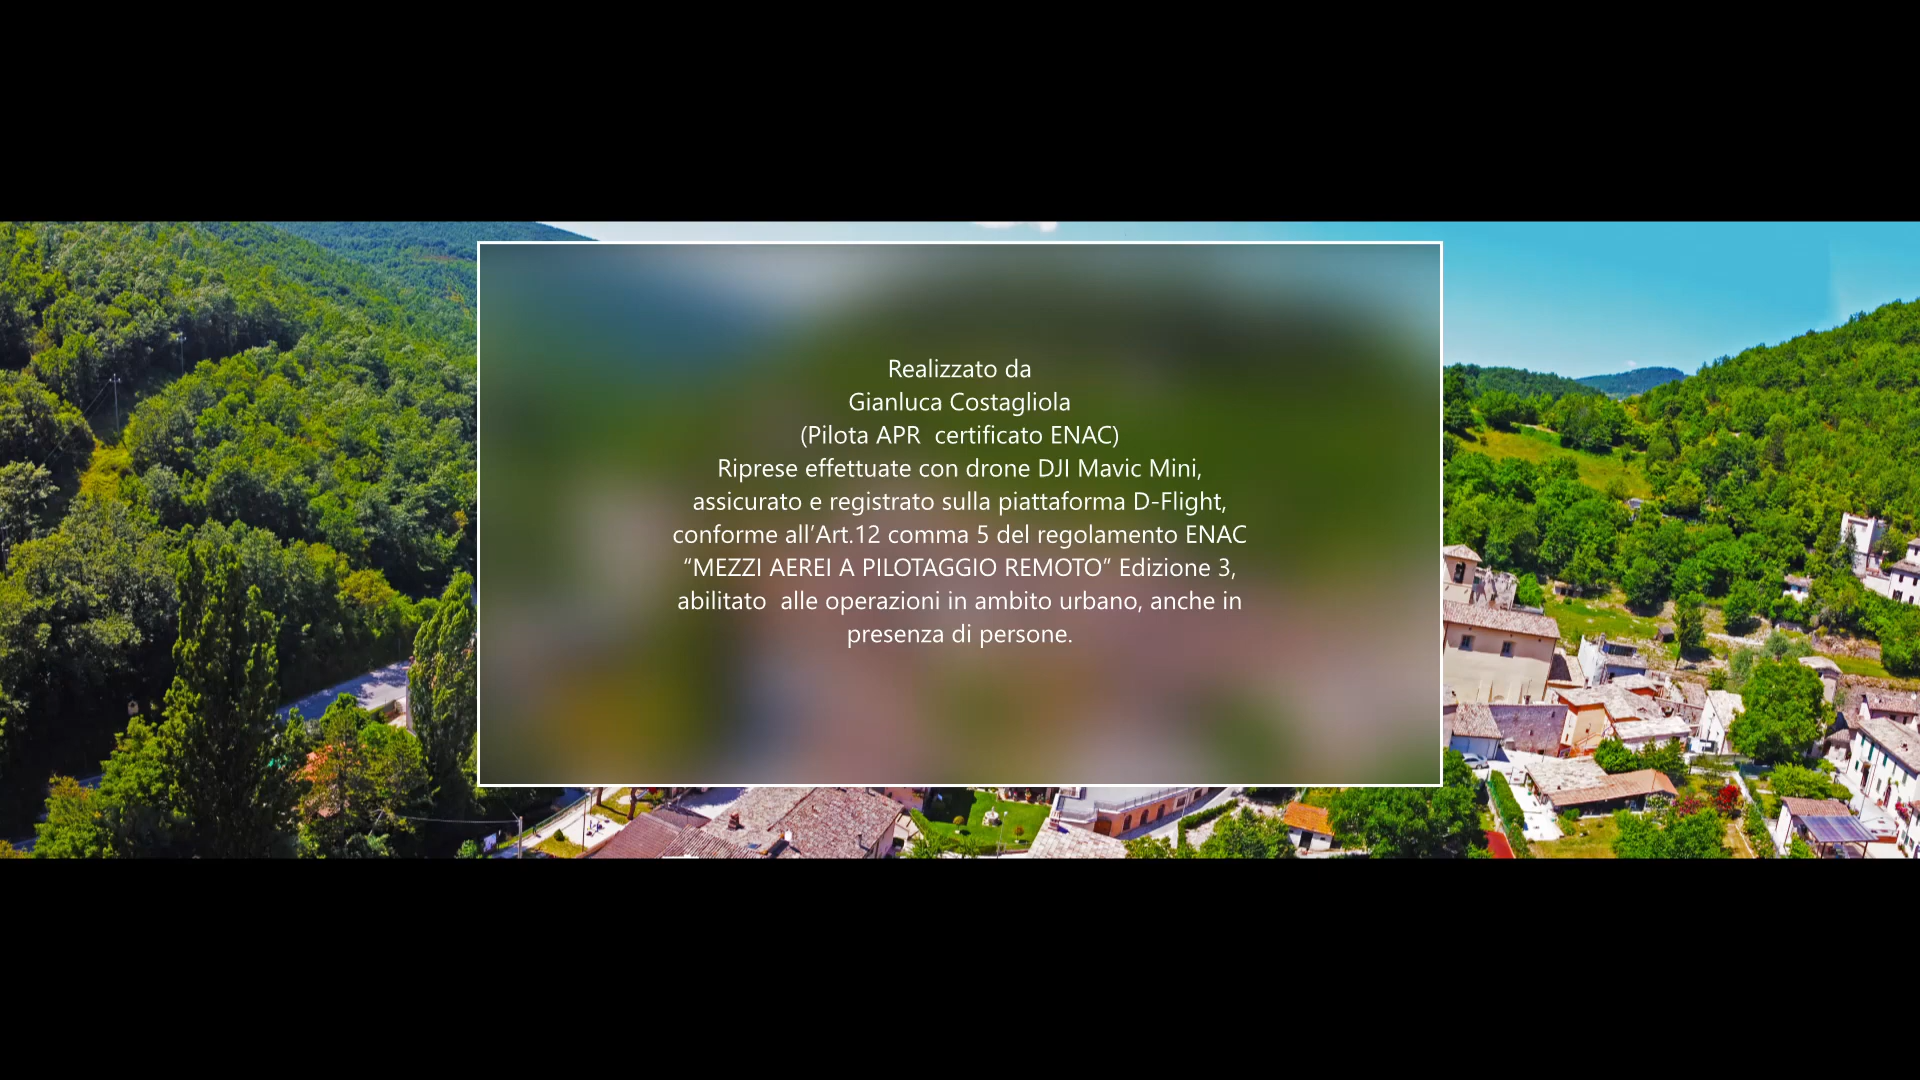 Realizzato da
Gianluca Costagliola
(Pilota APR  certificato ENAC)
Riprese effettuate con drone DJI Mavic Mini,
assicurato e registrato sulla piattaforma D-Flight,
conforme all’Art.12 comma 5 del regolamento ENAC
“MEZZI AEREI A PILOTAGGIO REMOTO” Edizione 3,
abilitato  alle operazioni in ambito urbano, anche in
presenza di persone.